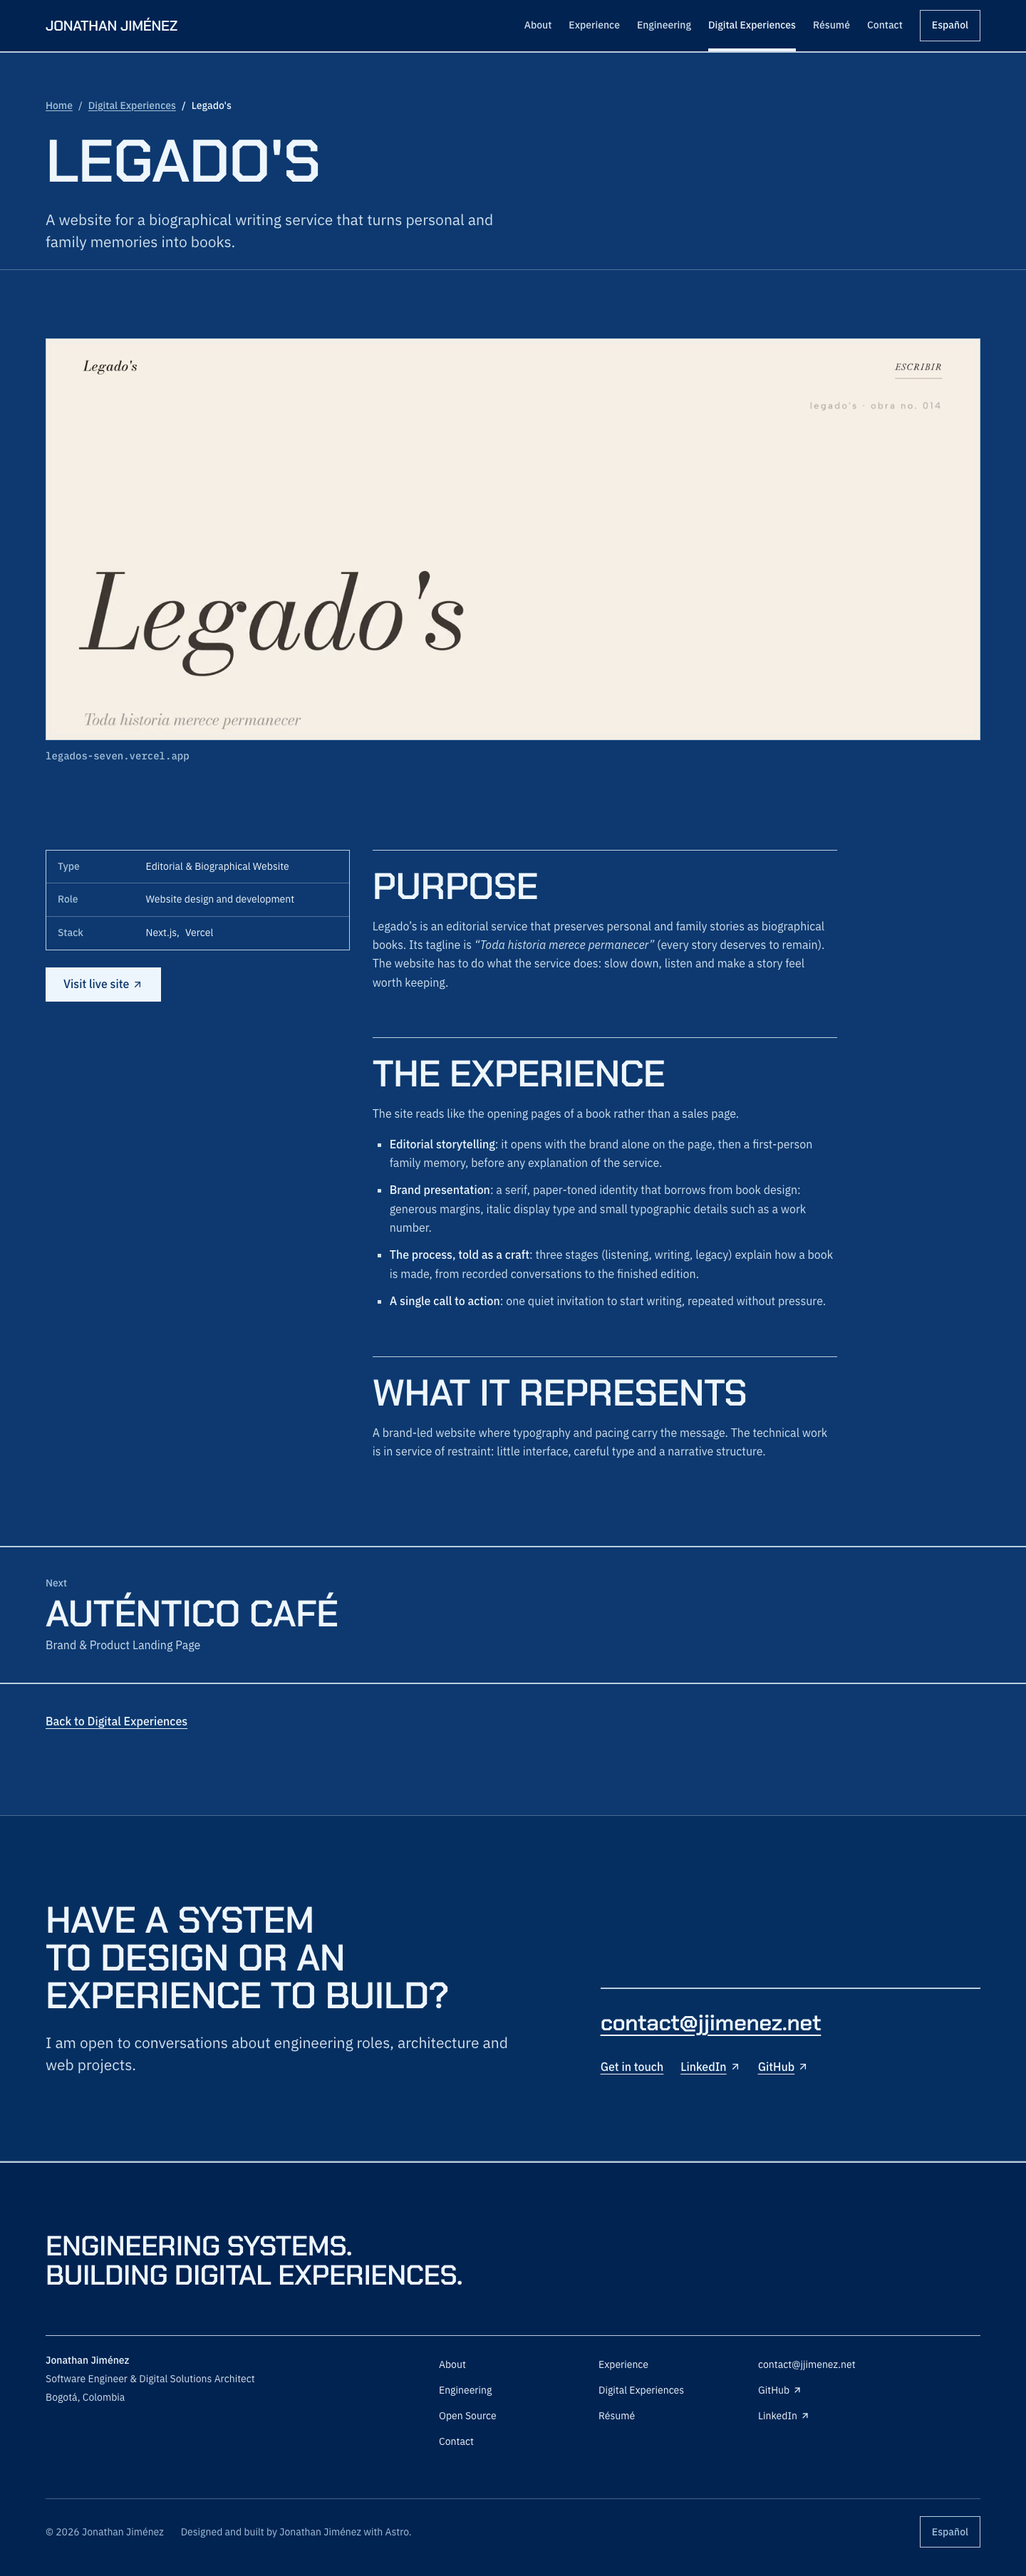 JONATHAN JIMÉNEZ
About Experience Engineering Digital Experiences Résumé Contact Español
Home / Digital Experiences / Legado's
LEGADO'S
A website for a biographical writing service that turns personal and
family memories into books.
Legado's
ESCRIBIR
legado's · obra no. 014
Legado's
Toda historia merece permanecer
legados-seven.vercel.app
Type Editorial & Biographical Website
Role Website design and development
Stack Next.js, Vercel
Visit live site ↗
PURPOSE
Legado’s is an editorial service that preserves personal and family stories as biographical
books. Its tagline is “Toda historia merece permanecer” (every story deserves to remain).
The website has to do what the service does: slow down, listen and make a story feel
worth keeping.
THE EXPERIENCE
The site reads like the opening pages of a book rather than a sales page.
Editorial storytelling: it opens with the brand alone on the page, then a first-person
family memory, before any explanation of the service.
Brand presentation: a serif, paper-toned identity that borrows from book design:
generous margins, italic display type and small typographic details such as a work
number.
The process, told as a craft: three stages (listening, writing, legacy) explain how a book
is made, from recorded conversations to the finished edition.
A single call to action: one quiet invitation to start writing, repeated without pressure.
WHAT IT REPRESENTS
A brand-led website where typography and pacing carry the message. The technical work
is in service of restraint: little interface, careful type and a narrative structure.
Next
AUTÉNTICO CAFÉ
Brand & Product Landing Page
Back to Digital Experiences
HAVE A SYSTEM
TO DESIGN OR AN
EXPERIENCE TO BUILD?
I am open to conversations about engineering roles, architecture and
web projects.
contact@jjimenez.net
Get in touch LinkedIn ↗ GitHub ↗
ENGINEERING SYSTEMS.
BUILDING DIGITAL EXPERIENCES.
Jonathan Jiménez
Software Engineer & Digital Solutions Architect
Bogotá, Colombia
About Experience contact@jjimenez.net
Engineering Digital Experiences GitHub ↗
Open Source Résumé LinkedIn ↗
Contact
© 2026 Jonathan Jiménez Designed and built by Jonathan Jiménez with Astro. Español